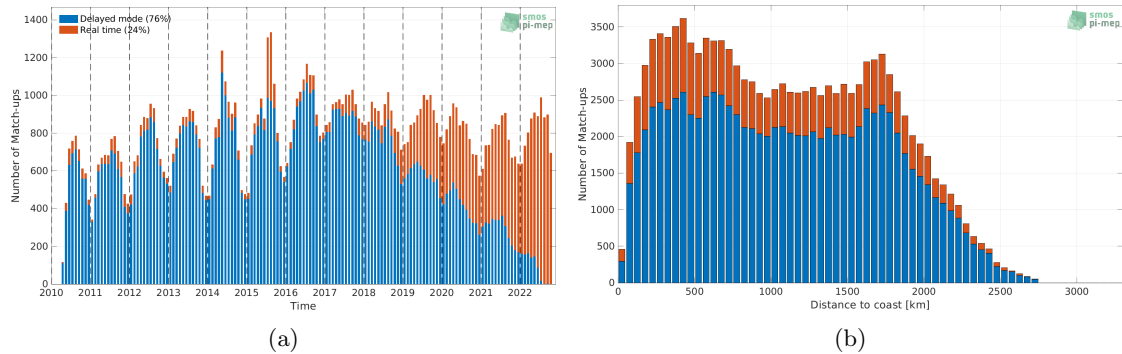 Delayed mode (76%)
Real time (24%)
smos
pi-mep
1400
1200
1000
800
600
400
200
0
Number of Match-ups
2010 2011 2012 2013 2014 2015 2016 2017 2018 2019 2020 2021 2022
Time
(a)
smos
pi-mep
3500
3000
2500
2000
1500
1000
500
0
Number of Match-ups
0 500 1000 1500 2000 2500 3000
Distance to coast [km]
(b)